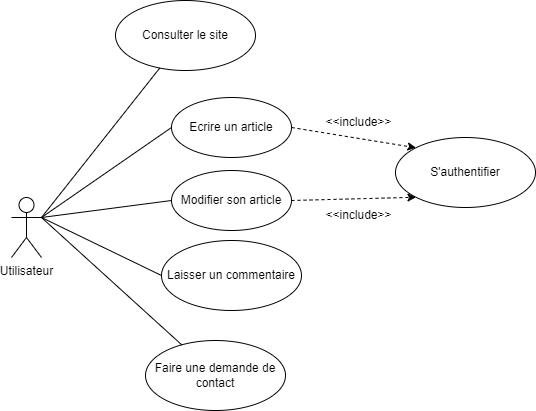 Consulter le site
Ecrire un article
<<include>>
S'authentifier
Modifier son article
<<include>>
Utilisateur
Laisser un commentaire
Faire une demande de
contact